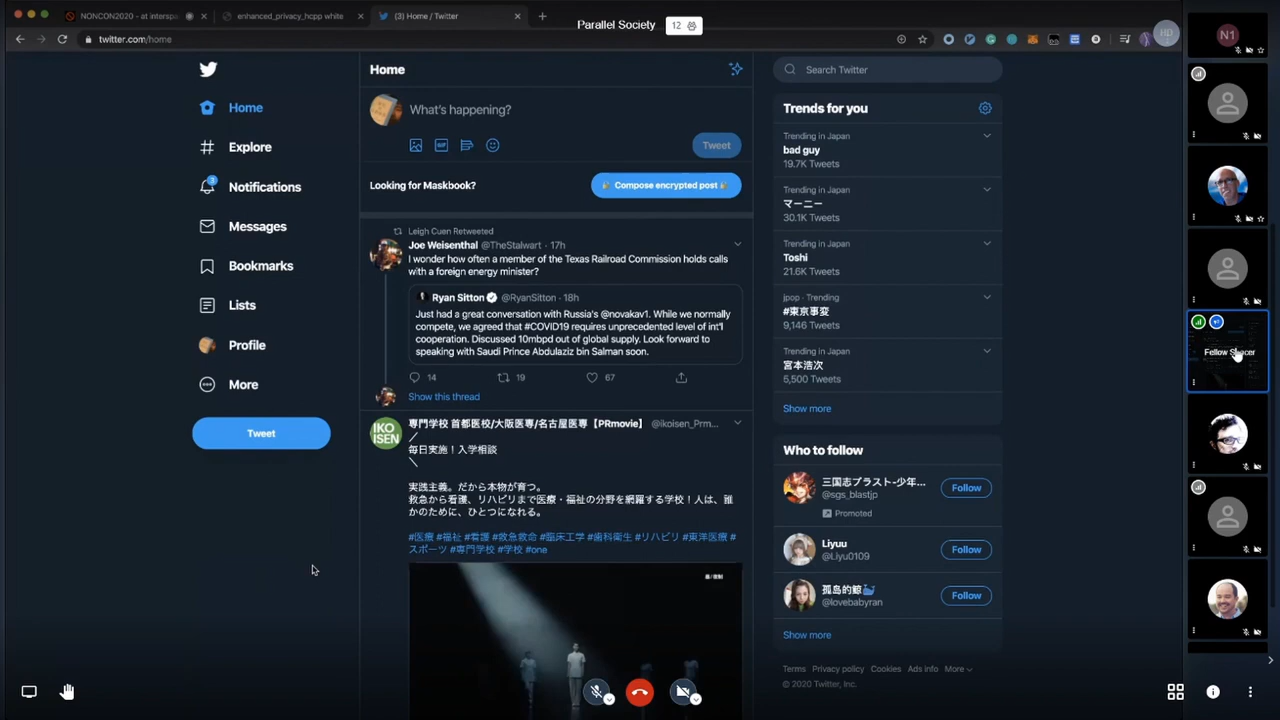 NONCON2020 - at interspa
enhanced_privacy_hcpp white
(3) Home / Twitter
Parallel Society
12
twitter.com/home
HD
N1
Home
Explore
3
Notifications
Messages
Bookmarks
Lists
Profile
More
Tweet
Home
What's happening?
GIF
Tweet
Looking for Maskbook?
Compose encrypted post
Leigh Cuen Retweeted
Joe Weisenthal @TheStalwart · 17h
I wonder how often a member of the Texas Railroad Commission holds calls
with a foreign energy minister?
Ryan Sitton @RyanSitton · 18h
Just had a great conversation with Russia's @novakav1. While we normally
compete, we agreed that #COVID19 requires unprecedented level of int'l
cooperation. Discussed 10mbpd out of global supply. Look forward to
speaking with Saudi Prince Abdulaziz bin Salman soon.
14
19
67
Show this thread
IKO
ISEN
専門学校 首都医校/大阪医専/名古屋医専【PRmovie】 @ikoisen_Prm...
/
毎日実施！入学相談
\
実践主義。だから本物が育つ。
救急から看護、リハビリまで医療・福祉の分野を網羅する学校！人は、誰
かのために、ひとつになれる。
#医療 #福祉 #看護 #救急救命 #臨床工学 #歯科衛生 #リハビリ #東洋医療 #
スポーツ #専門学校 #学校 #one
Search Twitter
Trends for you
Trending in Japan
bad guy
19.7K Tweets
Trending in Japan
マーニー
30.1K Tweets
Trending in Japan
Toshi
21.6K Tweets
jpop · Trending
#東京事変
9,146 Tweets
Trending in Japan
宮本浩次
5,500 Tweets
Show more
Who to follow
三国志ブラスト-少年...
@sgs_blastjp
Follow
Promoted
Liyuu
@Liyu0109
Follow
孤岛的鲸
@lovebabyran
Follow
Show more
Terms Privacy policy Cookies Ads info More
© 2020 Twitter, Inc.